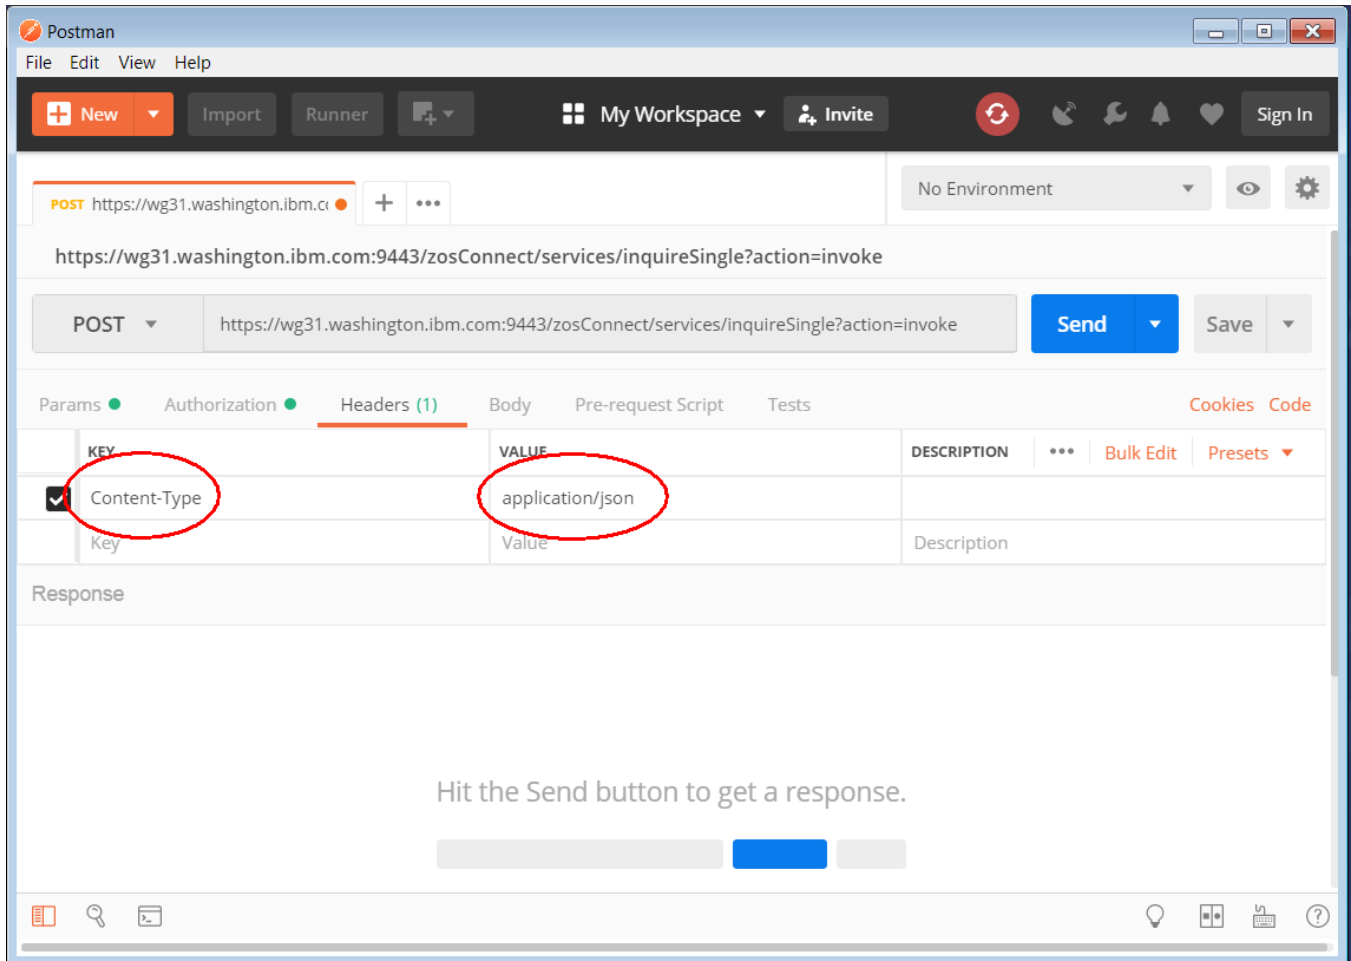 Postman
File Edit View Help
New Import Runner My Workspace Invite Sign In
POST https://wg31.washington.ibm.c No Environment
https://wg31.washington.ibm.com:9443/zosConnect/services/inquireSingle?action=invoke
POST https://wg31.washington.ibm.com:9443/zosConnect/services/inquireSingle?action=invoke Send Save
Params Authorization Headers (1) Body Pre-request Script Tests Cookies Code
KEY VALUE DESCRIPTION Bulk Edit Presets
Content-Type application/json
Key Value Description
Response
Hit the Send button to get a response.